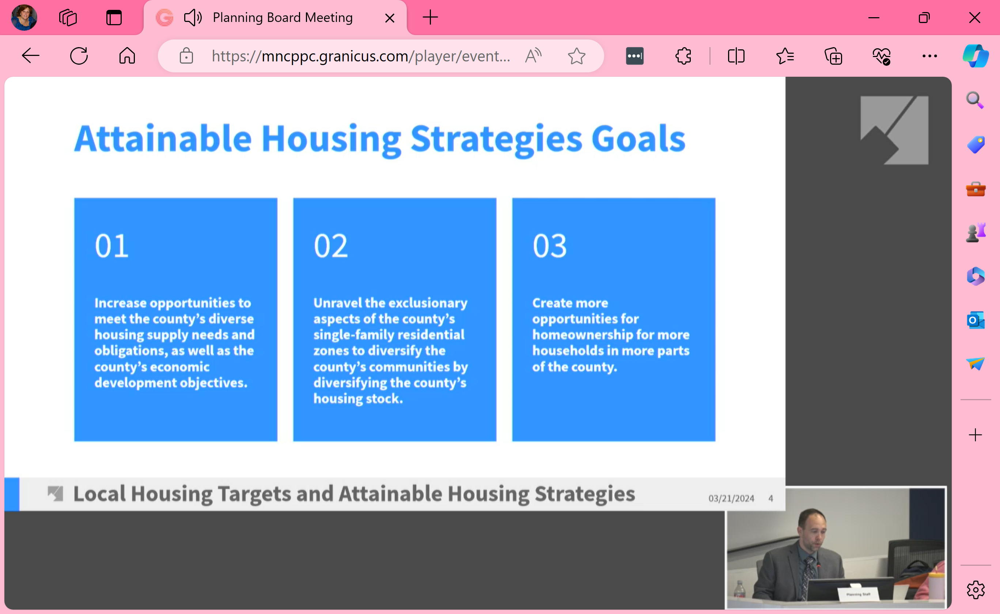 Planning Board Meeting
https://mncppc.granicus.com/player/event...
Attainable Housing Strategies Goals
01
Increase opportunities to
meet the county’s diverse
housing supply needs and
obligations, as well as the
county’s economic
development objectives.
02
Unravel the exclusionary
aspects of the county’s
single-family residential
zones to diversify the
county’s communities by
diversifying the county’s
housing stock.
03
Create more
opportunities for
homeownership for more
households in more parts
of the county.
Local Housing Targets and Attainable Housing Strategies
03/21/2024 4
Planning Staff